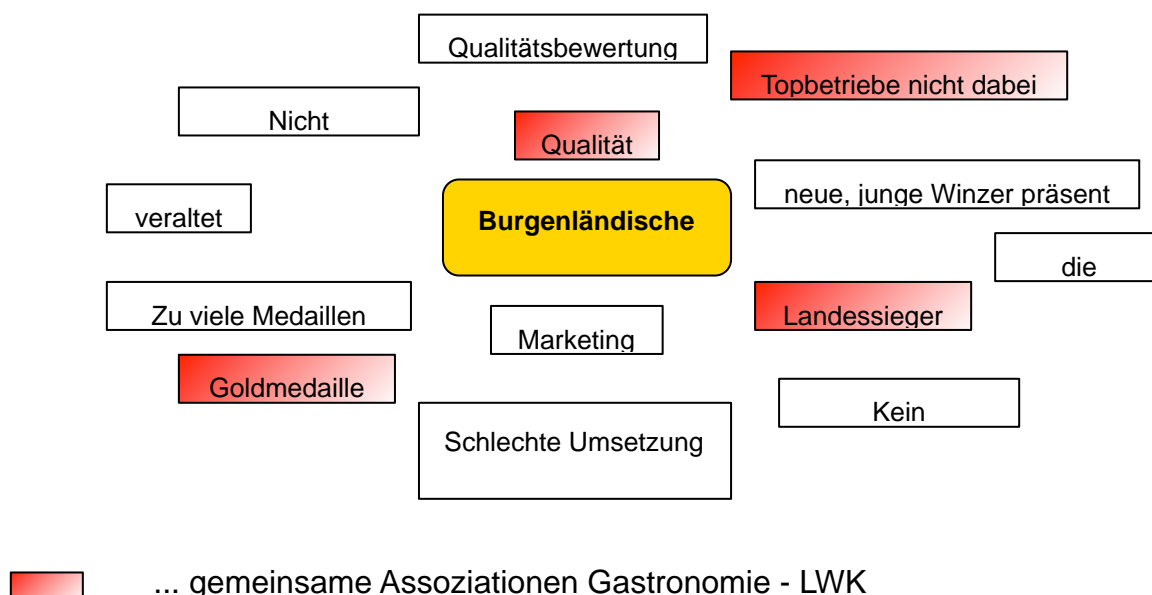 Qualitätsbewertung
Topbetriebe nicht dabei
Nicht
Qualität
neue, junge Winzer präsent
veraltet
Burgenländische
die
Zu viele Medaillen
Landessieger
Marketing
Goldmedaille
Kein
Schlechte Umsetzung
... gemeinsame Assoziationen Gastronomie - LWK